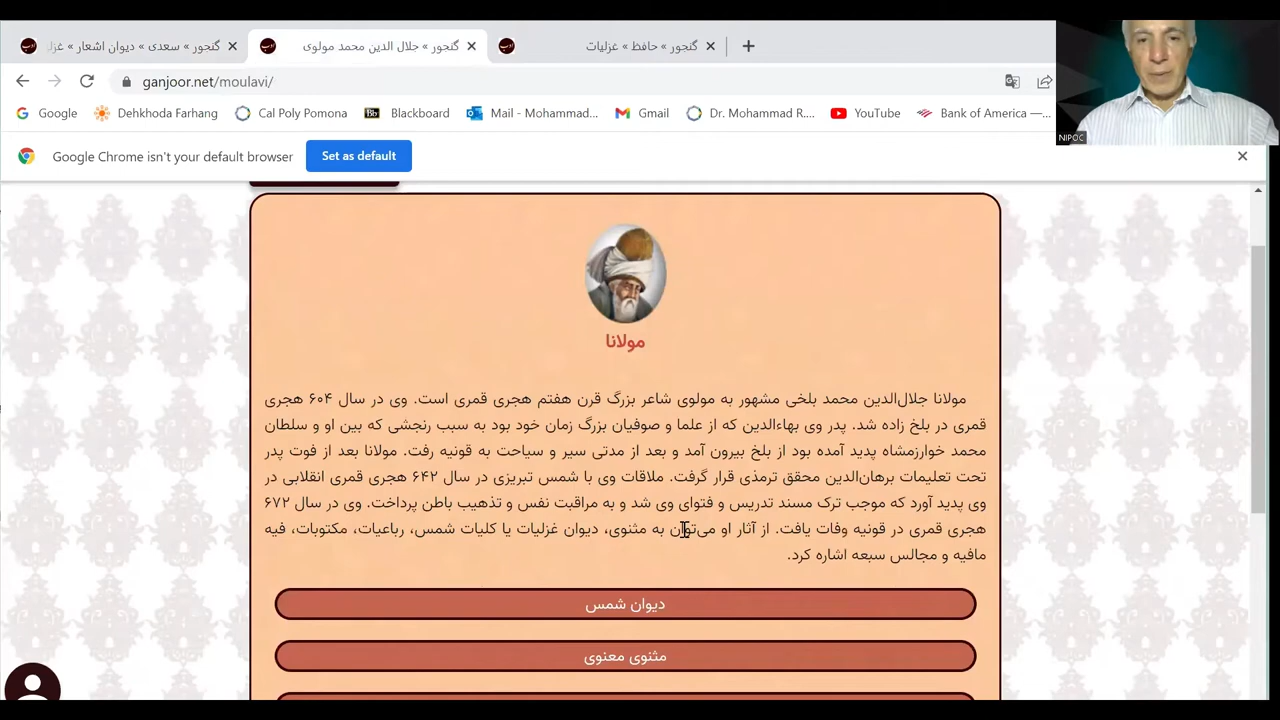 گنجور » سعدی » دیوان اشعار » غزل
گنجور » جلال الدین محمد مولوی
گنجور » حافظ » غزلیات
ganjoor.net/moulavi/
Google
Dehkhoda Farhang
Cal Poly Pomona
Bb Blackboard
Mail - Mohammad...
Gmail
Dr. Mohammad R....
YouTube
Bank of America —...
NIPOC
Google Chrome isn't your default browser
Set as default
مولانا
مولانا جلال‌الدین محمد بلخی مشهور به مولوی شاعر بزرگ قرن هفتم هجری قمری است. وی در سال ۶۰۴ هجری
قمری در بلخ زاده شد. پدر وی بهاءالدین که از علما و صوفیان بزرگ زمان خود بود به سبب رنجشی که بین او و سلطان
محمد خوارزمشاه پدید آمده بود از بلخ بیرون آمد و بعد از مدتی سیر و سیاحت به قونیه رفت. مولانا بعد از فوت پدر
تحت تعلیمات برهان‌الدین محقق ترمذی قرار گرفت. ملاقات وی با شمس تبریزی در سال ۶۴۲ هجری قمری انقلابی در
وی پدید آورد که موجب ترک مسند تدریس و فتوای وی شد و به مراقبت نفس و تذهیب باطن پرداخت. وی در سال ۶۷۲
هجری قمری در قونیه وفات یافت. از آثار او می‌توان به مثنوی، دیوان غزلیات یا کلیات شمس، رباعیات، مکتوبات، فیه
مافیه و مجالس سبعه اشاره کرد.
دیوان شمس
مثنوی معنوی